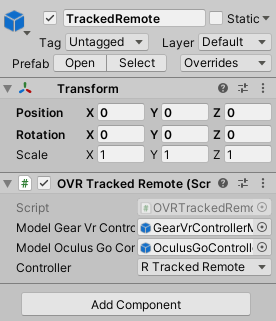 TrackedRemote Static
Tag Untagged Layer Default
Prefab Open Select Overrides
Transform
Position X 0 Y 0 Z 0
Rotation X 0 Y 0 Z 0
Scale X 1 Y 1 Z 1
# OVR Tracked Remote (Scr
Script # OVRTrackedRemo
Model Gear Vr Contro GearVrControllerM
Model Oculus Go Con OculusGoControlle
Controller R Tracked Remote
Add Component